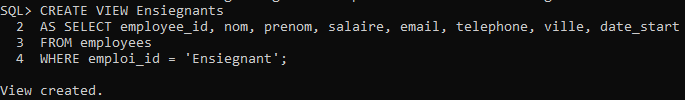 SQL> CREATE VIEW Ensiegnants
2 AS SELECT employee_id, nom, prenom, salaire, email, telephone, ville, date_start
3 FROM employees
4 WHERE emploi_id = 'Ensiegnant';
View created.